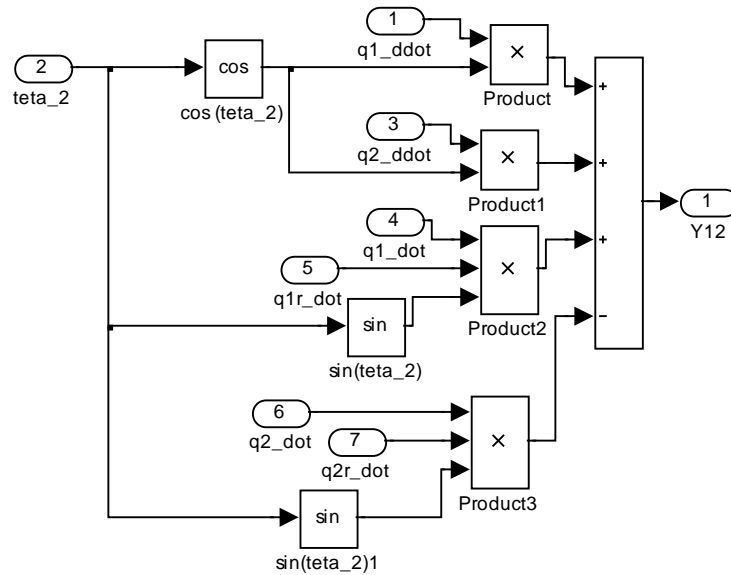 1
q1_ddot
×
Product
2
teta_2
cos
cos (teta_2)
3
q2_ddot
×
Product1
4
q1_dot
5
q1r_dot
×
Product2
sin
sin(teta_2)
6
q2_dot
7
q2r_dot
×
Product3
sin
sin(teta_2)1
+
+
+
−
1
Y12